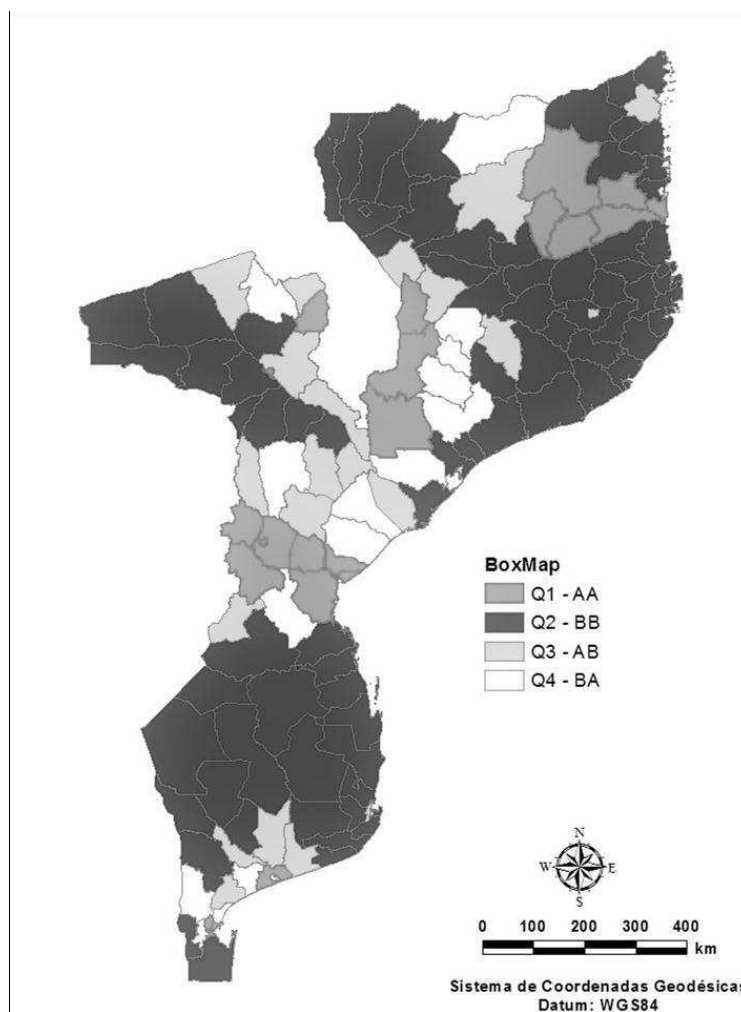 BoxMap
Q1 - AA
Q2 - BB
Q3 - AB
Q4 - BA
N
W E
S
0 100 200 300 400
km
Sistema de Coordenadas Geodésicas
Datum: WGS84